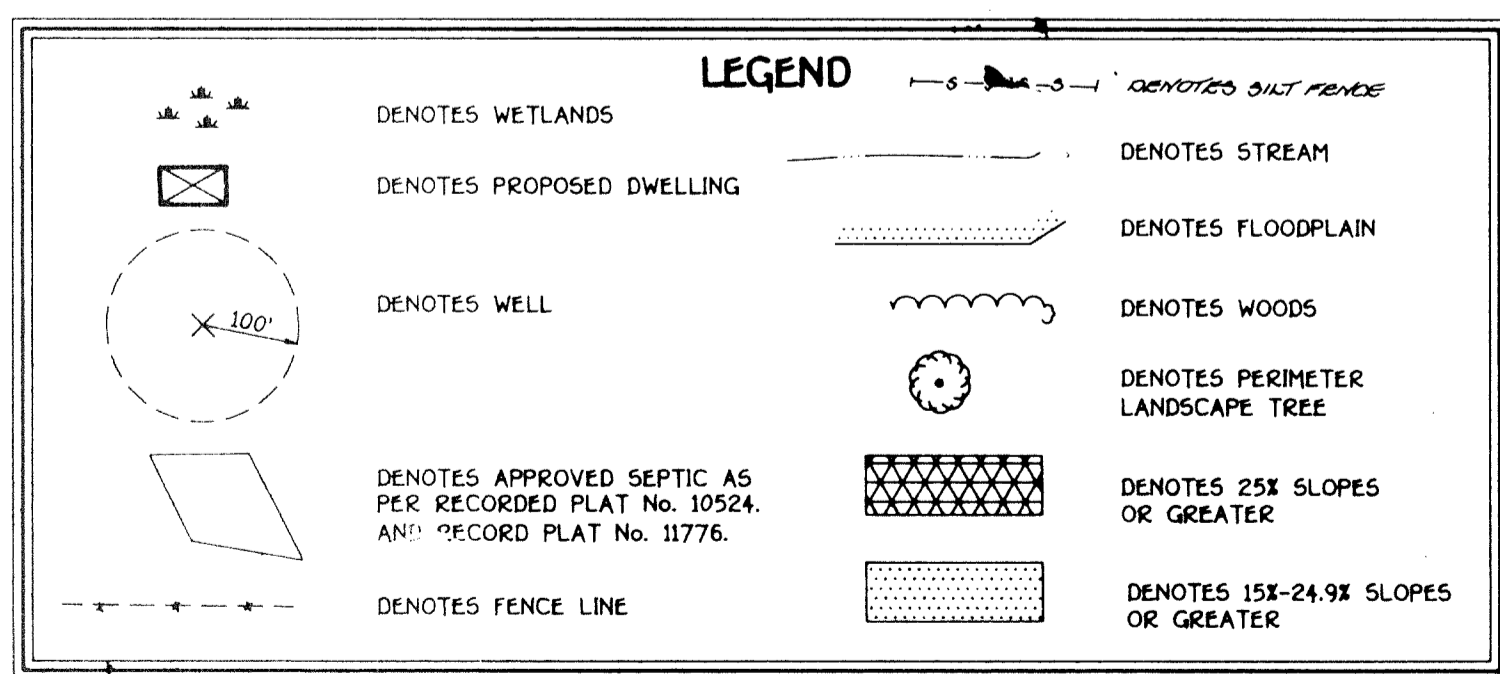 LEGEND
S S S DENOTES SILT FENCE
DENOTES WETLANDS
DENOTES PROPOSED DWELLING
DENOTES WELL
100'
DENOTES APPROVED SEPTIC AS
PER RECORDED PLAT No. 10524.
AND RECORD PLAT No. 11776.
DENOTES FENCE LINE
DENOTES STREAM
DENOTES FLOODPLAIN
DENOTES WOODS
DENOTES PERIMETER
LANDSCAPE TREE
DENOTES 25% SLOPES
OR GREATER
DENOTES 15%-24.9% SLOPES
OR GREATER